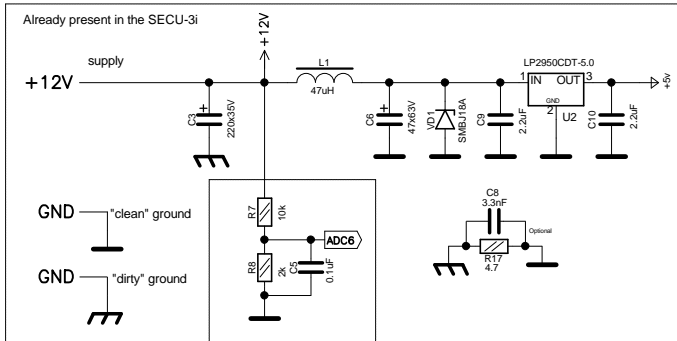 Already present in the SECU-3i
+12V
supply
+12V
L1
47uH
LP2950CDT-5.0
1 IN OUT 3
GND
2
U2
+5v
C3
220x35V
C6
47x63V
VD1
SMBJ18A
C9
2.2uF
C10
2.2uF
GND "clean" ground
GND "dirty" ground
R7
10k
ADC6
R8
2k
C5
0.1uF
C8
3.3nF
Optional
R17
4.7